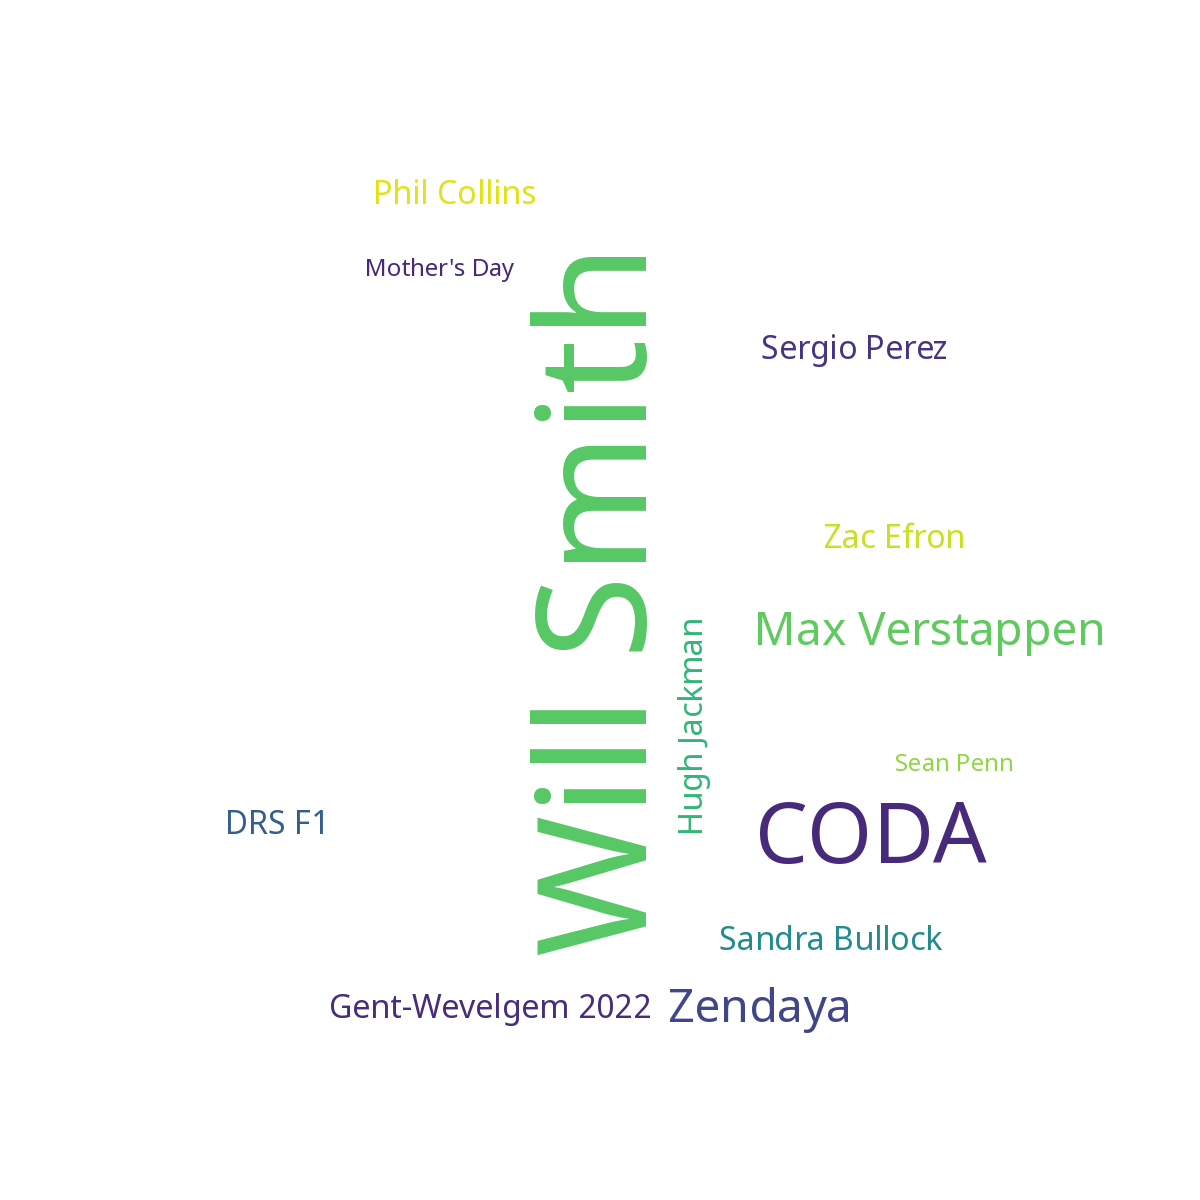 Phil Collins
Mother's Day
Will Smith
Sergio Perez
Zac Efron
Max Verstappen
Hugh Jackman
Sean Penn
DRS F1
CODA
Sandra Bullock
Gent-Wevelgem 2022
Zendaya